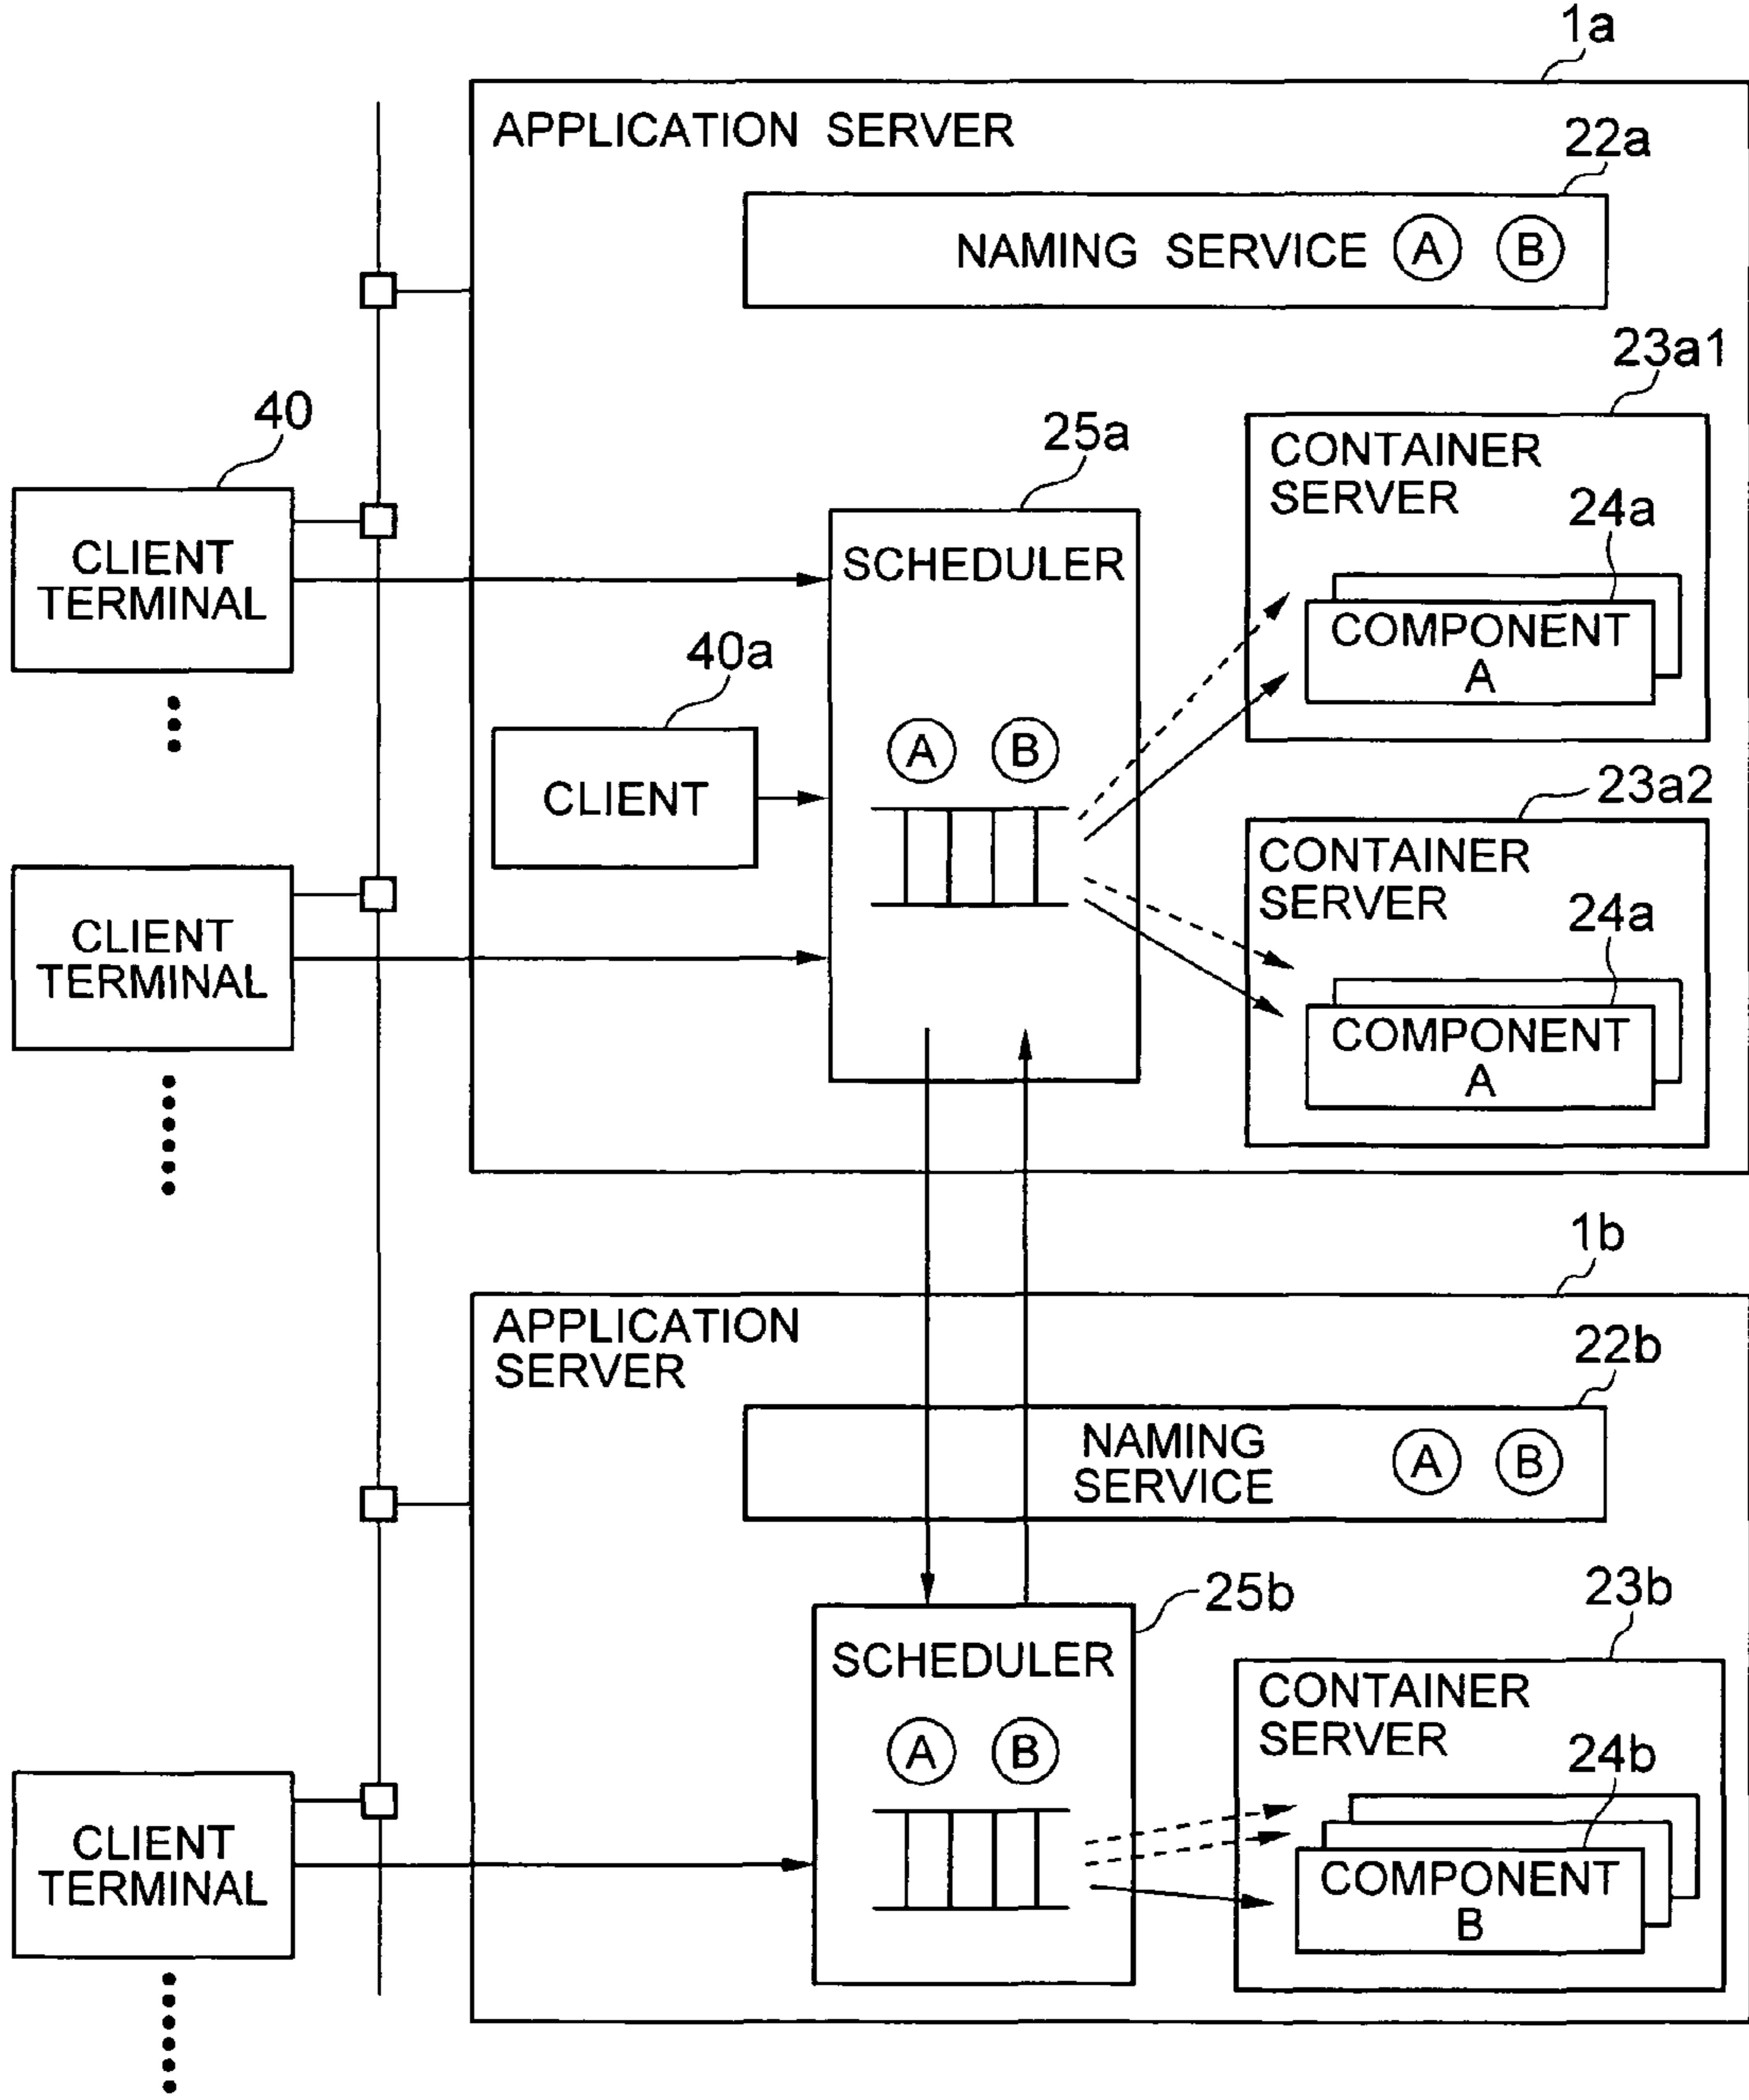 1a
APPLICATION SERVER
22a
NAMING SERVICE A B
23a1
40
25a
CONTAINER
SERVER
24a
CLIENT
TERMINAL
SCHEDULER
COMPONENT
A
40a
A B
CLIENT
23a2
CONTAINER
SERVER
24a
CLIENT
TERMINAL
COMPONENT
A
1b
APPLICATION
SERVER
22b
NAMING
SERVICE
A B
25b
23b
SCHEDULER
CONTAINER
SERVER
A B
24b
CLIENT
TERMINAL
COMPONENT
B